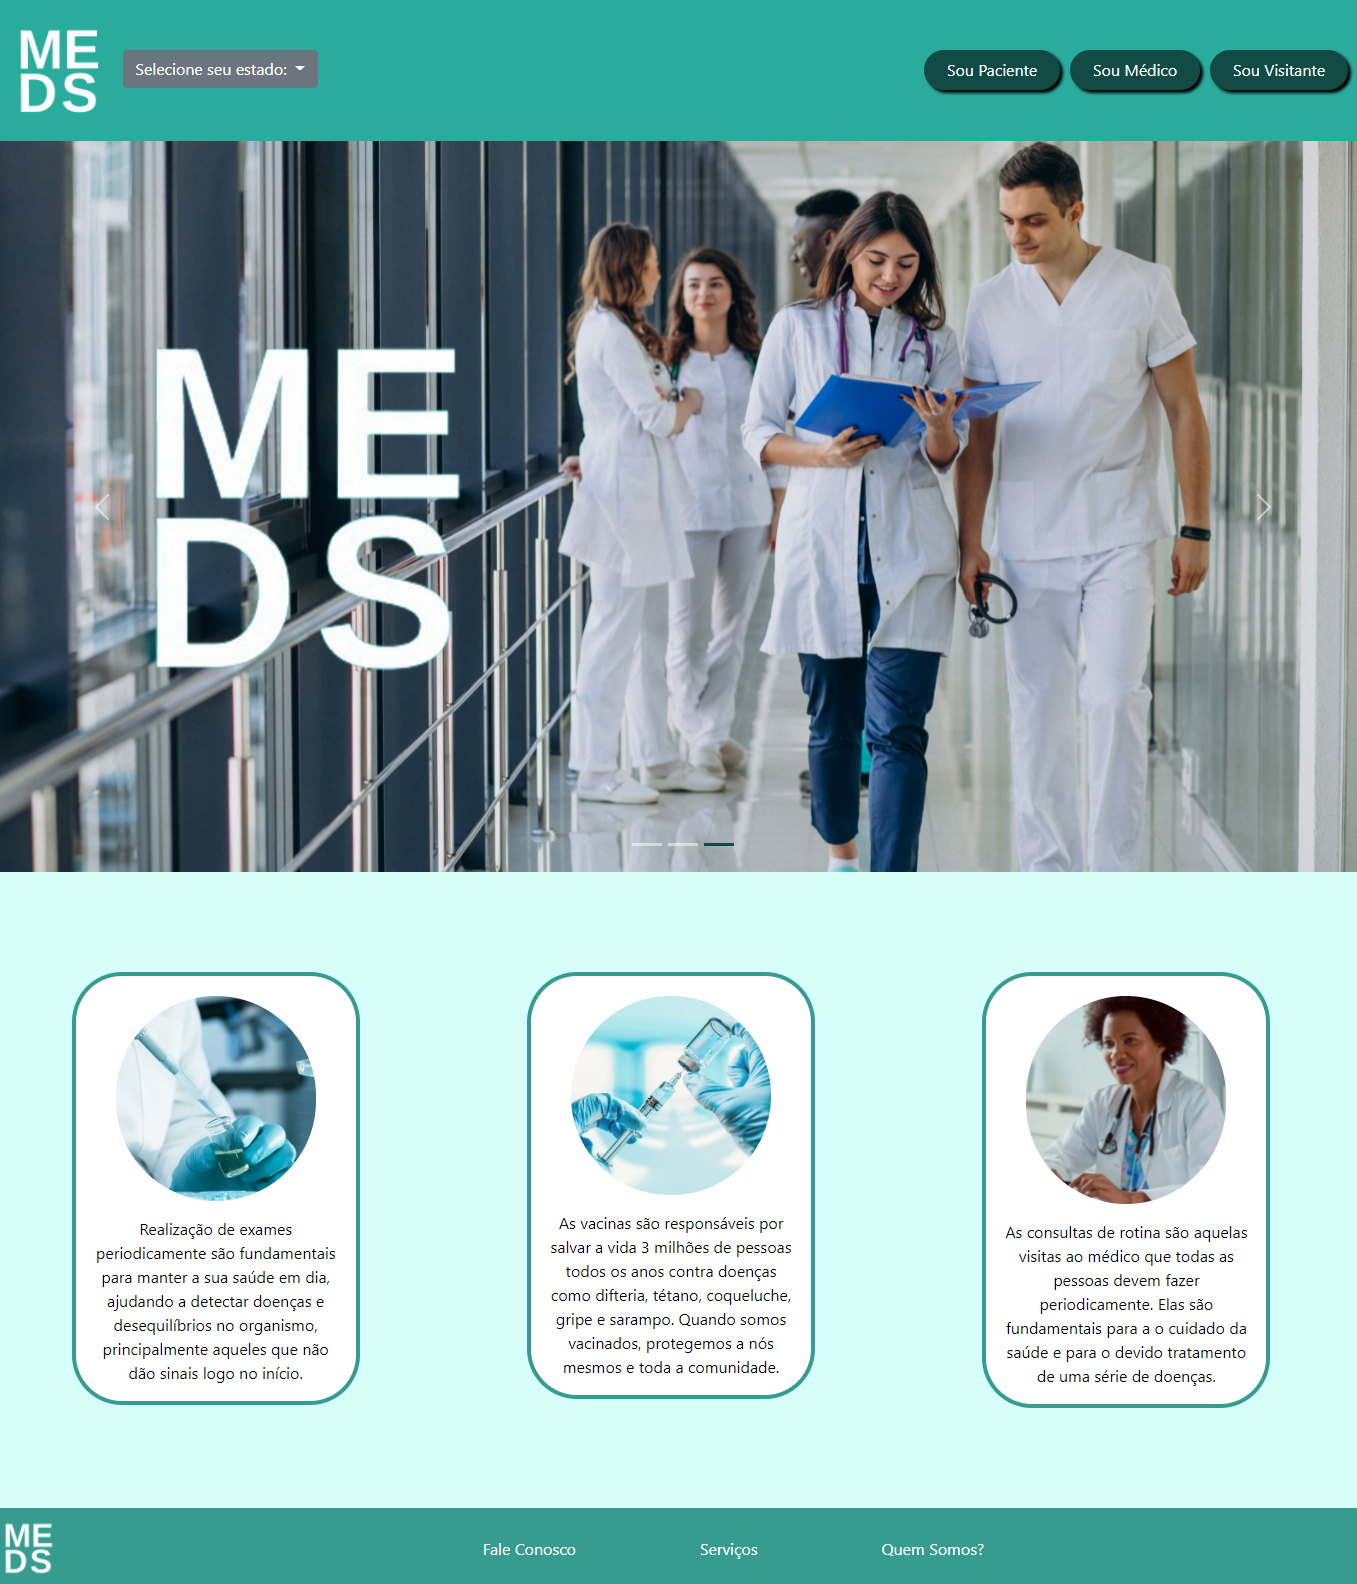 ME
DS
Selecione seu estado:
Sou Paciente
Sou Médico
Sou Visitante
ME
DS
Realização de exames
periodicamente são fundamentais
para manter a sua saúde em dia,
ajudando a detectar doenças e
desequilíbrios no organismo,
principalmente aqueles que não
dão sinais logo no início.
As vacinas são responsáveis por
salvar a vida 3 milhões de pessoas
todos os anos contra doenças
como difteria, tétano, coqueluche,
gripe e sarampo. Quando somos
vacinados, protegemos a nós
mesmos e toda a comunidade.
As consultas de rotina são aquelas
visitas ao médico que todas as
pessoas devem fazer
periodicamente. Elas são
fundamentais para a o cuidado da
saúde e para o devido tratamento
de uma série de doenças.
ME
DS
Fale Conosco
Serviços
Quem Somos?